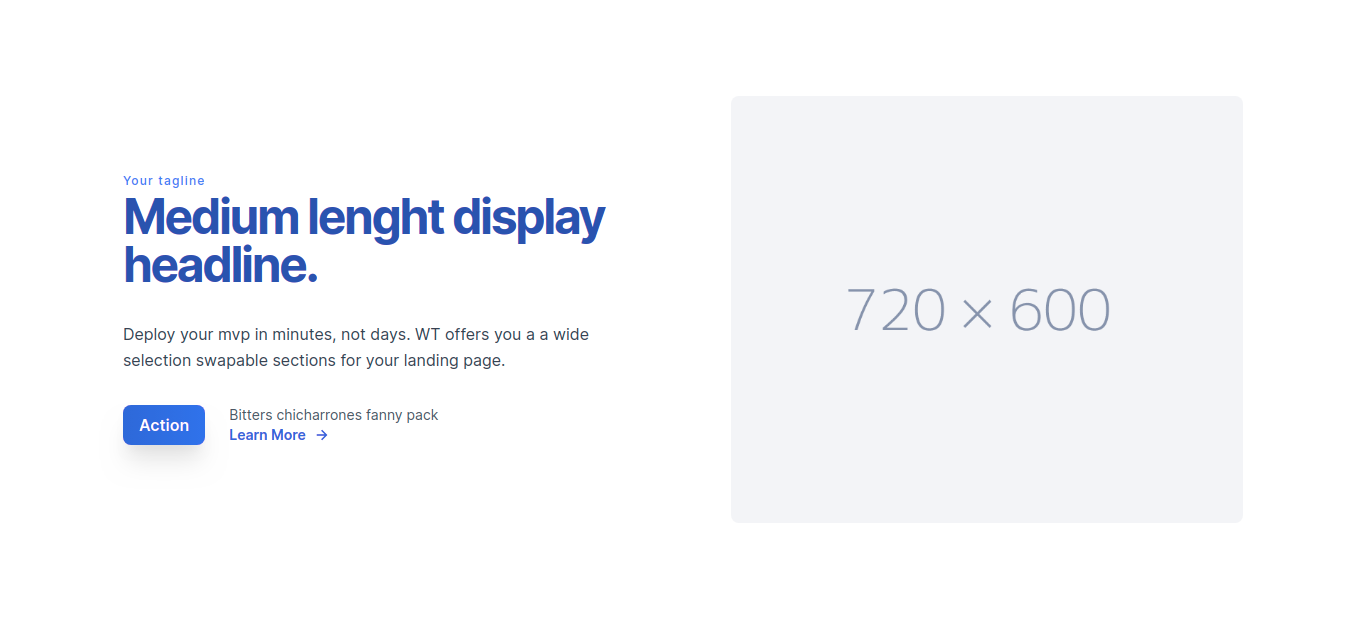 Your tagline
Medium lenght display
headline.
Deploy your mvp in minutes, not days. WT offers you a a wide
selection swapable sections for your landing page.
Action
Bitters chicharrones fanny pack
Learn More →
720 × 600